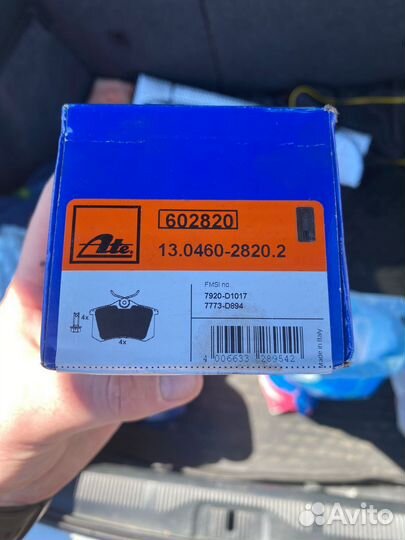 602820
Ate
13.0460-2820.2
FMSI no
7920-D1017
7773-D894
4x
4x
4 006633 289542
Made in Italy
Avito